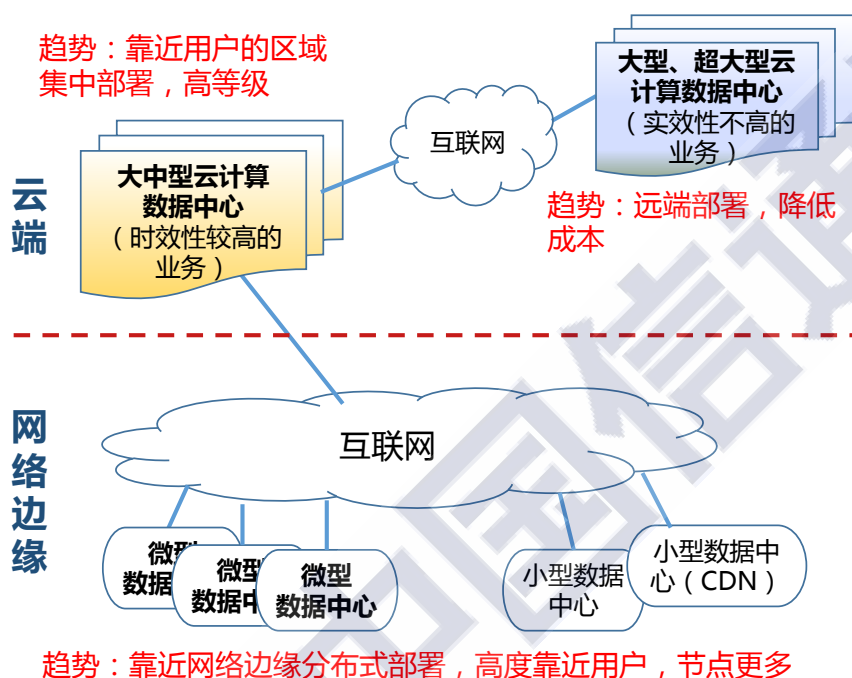 趋势：靠近用户的区域
集中部署，高等级
大型、超大型云
计算数据中心
（实效性不高的
业务）
互联网
大中型云计算
数据中心
（时效性较高的
业务）
趋势：远端部署，降低
成本
云端
互联网
网络边缘
微型
数据
微型
数据中
微型
数据中心
小型数据
中心
小型数据中
心（CDN）
趋势：靠近网络边缘分布式部署，高度靠近用户，节点更多
中国信通